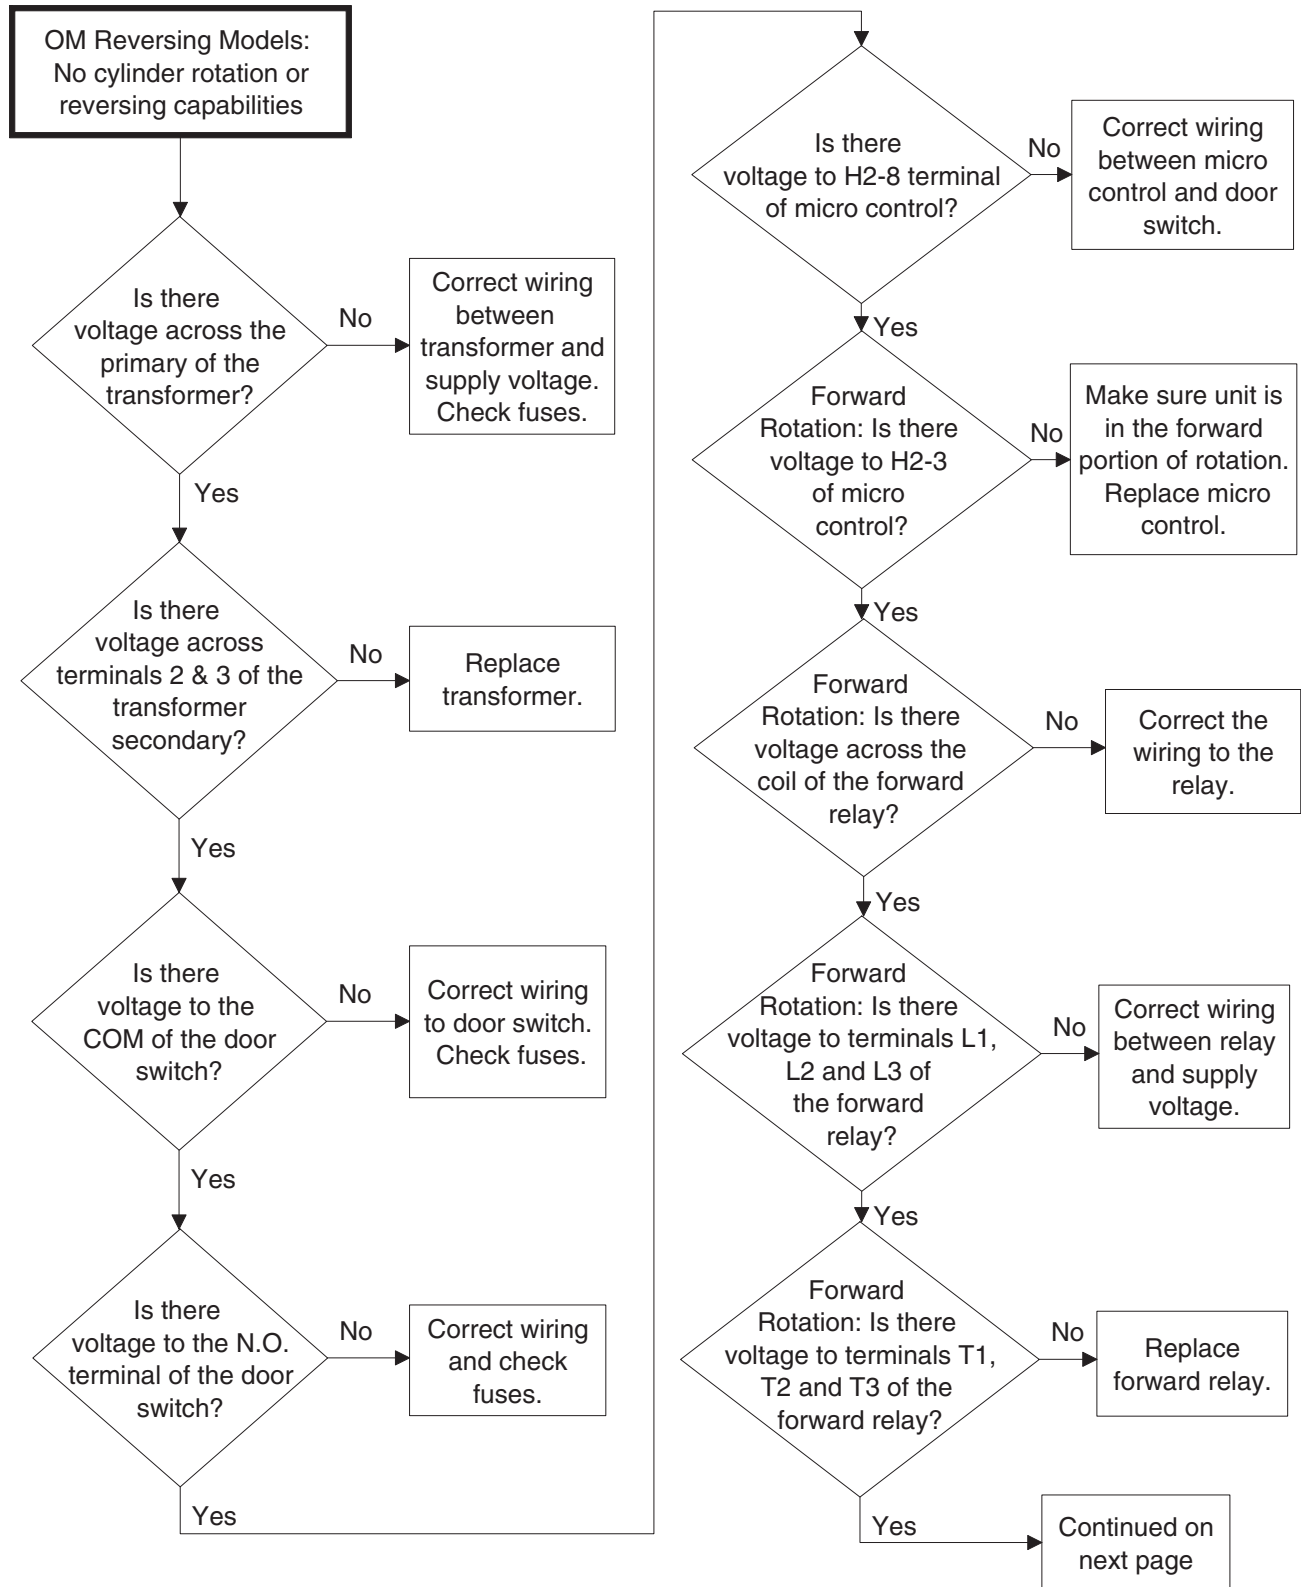 OM Reversing Models:
No cylinder rotation or
reversing capabilities
Is there
voltage across the
primary of the
transformer?
No
Correct wiring
between
transformer and
supply voltage.
Check fuses.
Yes
Is there
voltage across
terminals 2 & 3 of the
transformer
secondary?
No
Replace
transformer.
Yes
Is there
voltage to the
COM of the door
switch?
No
Correct wiring
to door switch.
Check fuses.
Yes
Is there
voltage to the N.O.
terminal of the door
switch?
No
Correct wiring
and check
fuses.
Yes
Is there
voltage to H2-8 terminal
of micro control?
No
Correct wiring
between micro
control and door
switch.
Yes
Forward
Rotation: Is there
voltage to H2-3
of micro
control?
No
Make sure unit is
in the forward
portion of rotation.
Replace micro
control.
Yes
Forward
Rotation: Is there
voltage across the
coil of the forward
relay?
No
Correct the
wiring to the
relay.
Yes
Forward
Rotation: Is there
voltage to terminals L1,
L2 and L3 of
the forward
relay?
No
Correct wiring
between relay
and supply
voltage.
Yes
Forward
Rotation: Is there
voltage to terminals T1,
T2 and T3 of the
forward relay?
No
Replace
forward relay.
Yes
Continued on
next page